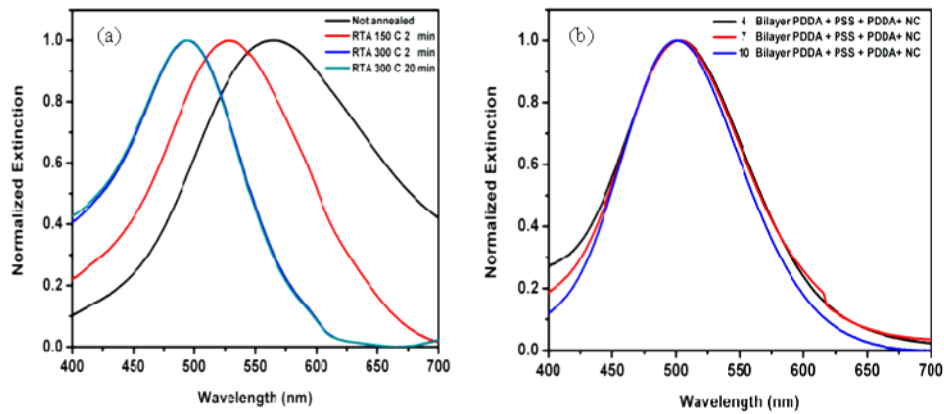 (a)
Not annealed
RTA 150 C 2 min
RTA 300 C 2 min
RTA 300 C 20 min
Normalized Extinction
1.0
0.8
0.6
0.4
0.2
0.0
400 450 500 550 600 650 700
Wavelength (nm)
(b)
4 Bilayer PDDA + PSS + PDDA+ NC
7 Bilayer PDDA + PSS + PDDA+ NC
10 Bilayer PDDA + PSS + PDDA+ NC
Normalized Extinction
1.0
0.8
0.6
0.4
0.2
0.0
400 450 500 550 600 650 700
Wavelength (nm)